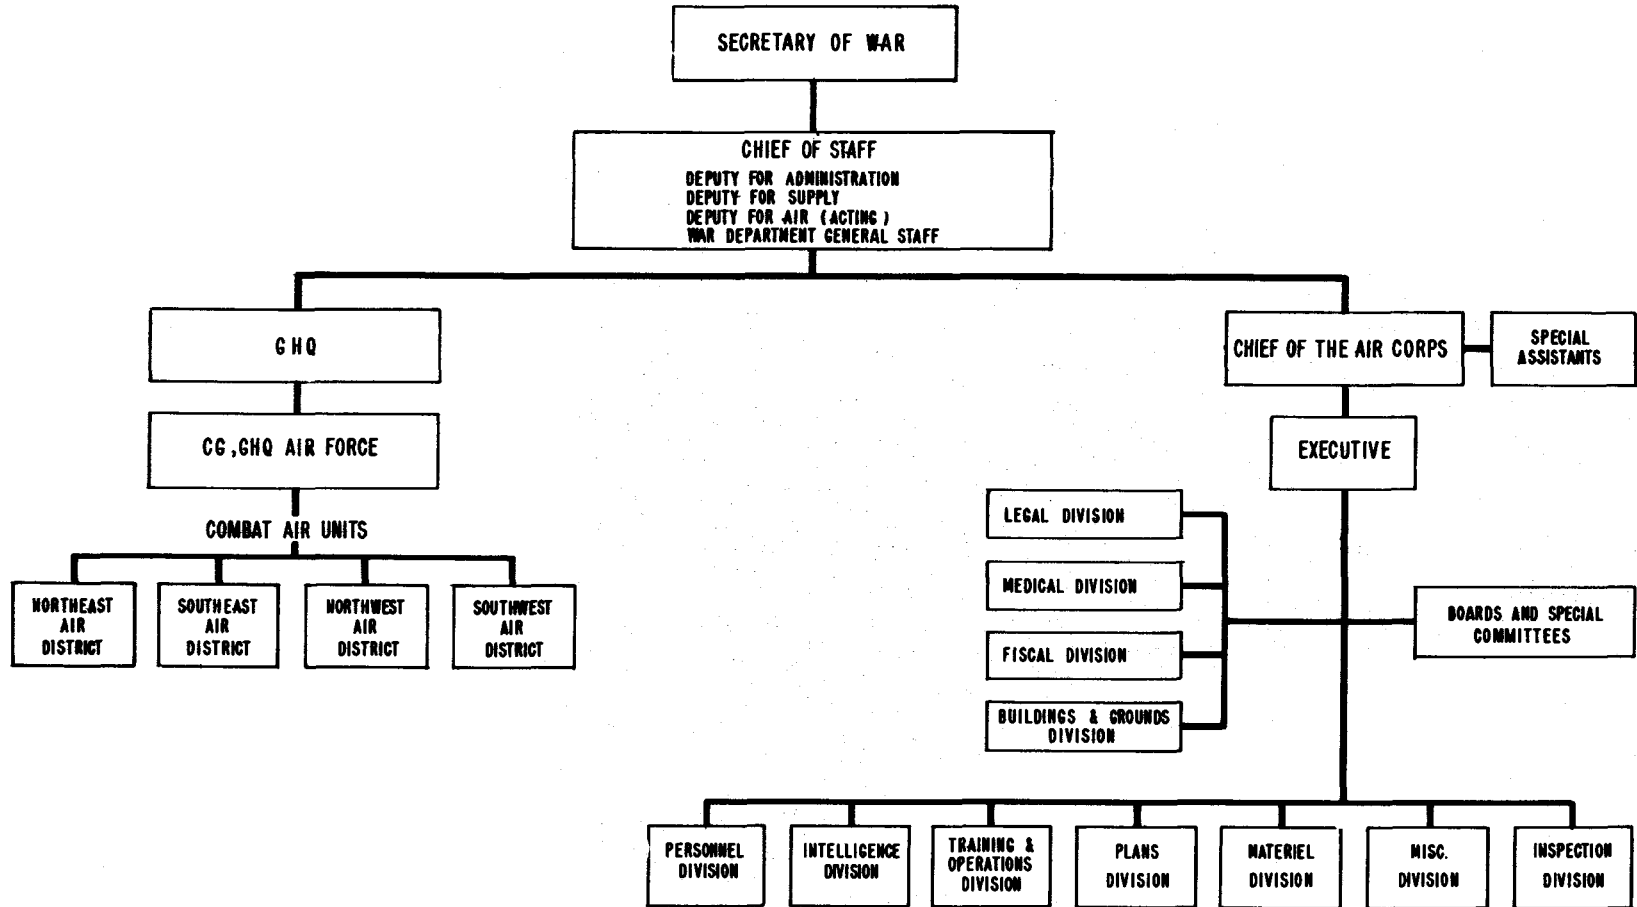 SECRETARY OF WAR
CHIEF OF STAFF
DEPUTY FOR ADMINISTRATION
DEPUTY FOR SUPPLY
DEPUTY FOR AIR (ACTING)
WAR DEPARTMENT GENERAL STAFF
GHQ
CHIEF OF THE AIR CORPS
SPECIAL
ASSISTANTS
CG, GHQ AIR FORCE
EXECUTIVE
COMBAT AIR UNITS
NORTHEAST
AIR
DISTRICT
SOUTHEAST
AIR
DISTRICT
NORTHWEST
AIR
DISTRICT
SOUTHWEST
AIR
DISTRICT
LEGAL DIVISION
MEDICAL DIVISION
FISCAL DIVISION
BUILDINGS & GROUNDS
DIVISION
BOARDS AND SPECIAL
COMMITTEES
PERSONNEL
DIVISION
INTELLIGENCE
DIVISION
TRAINING &
OPERATIONS
DIVISION
PLANS
DIVISION
MATERIEL
DIVISION
MISC.
DIVISION
INSPECTION
DIVISION